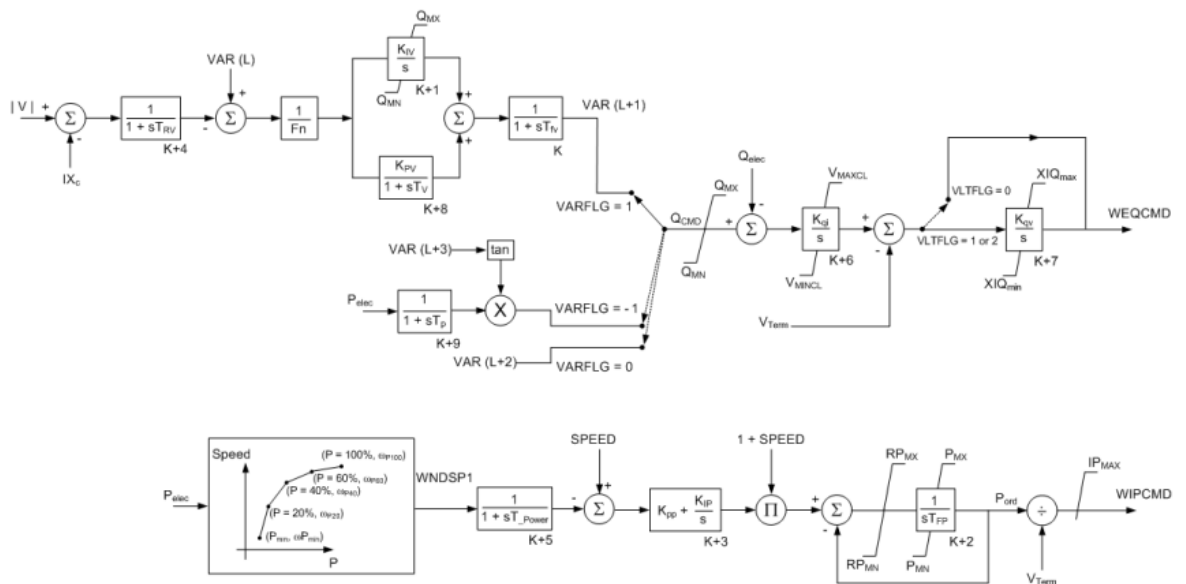 Q_MX
VAR (L)
K_IV
s
K+1
Q_MN
| V |
+
Σ
-
IX_c
1
1 + sT_RV
K+4
-
+
Σ
1
Fn
+
Σ
+
1
1 + sT_fv
K
VAR (L+1)
K_PV
1 + sT_V
K+8
VARFLG = 1
Q_CMD
Q_MX
Q_MN
Q_elec
-
+
Σ
V_MAXCL
K_qi
s
K+6
V_MINCL
+
Σ
-
V_Term
VLTFLG = 0
VLTFLG = 1 or 2
XIQ_max
K_qv
s
K+7
XIQ_min
WEQCMD
VAR (L+3)
tan
P_elec
1
1 + sT_p
K+9
X
VARFLG = - 1
VAR (L+2)
VARFLG = 0
Speed
(P = 100%, ω_P100)
(P = 40%, ω_P40)
(P = 20%, ω_P20)
(P_min, ωP_min)
P
P_elec
WNDSP1
1
1 + sT_Power
K+5
SPEED
-
+
Σ
K_pp + K_IP
s
K+3
1 + SPEED
Π
+
Σ
-
RP_MX
RP_MN
P_MX
1
sT_FP
K+2
P_MN
P_ord
÷
V_Term
IP_MAX
WIPCMD